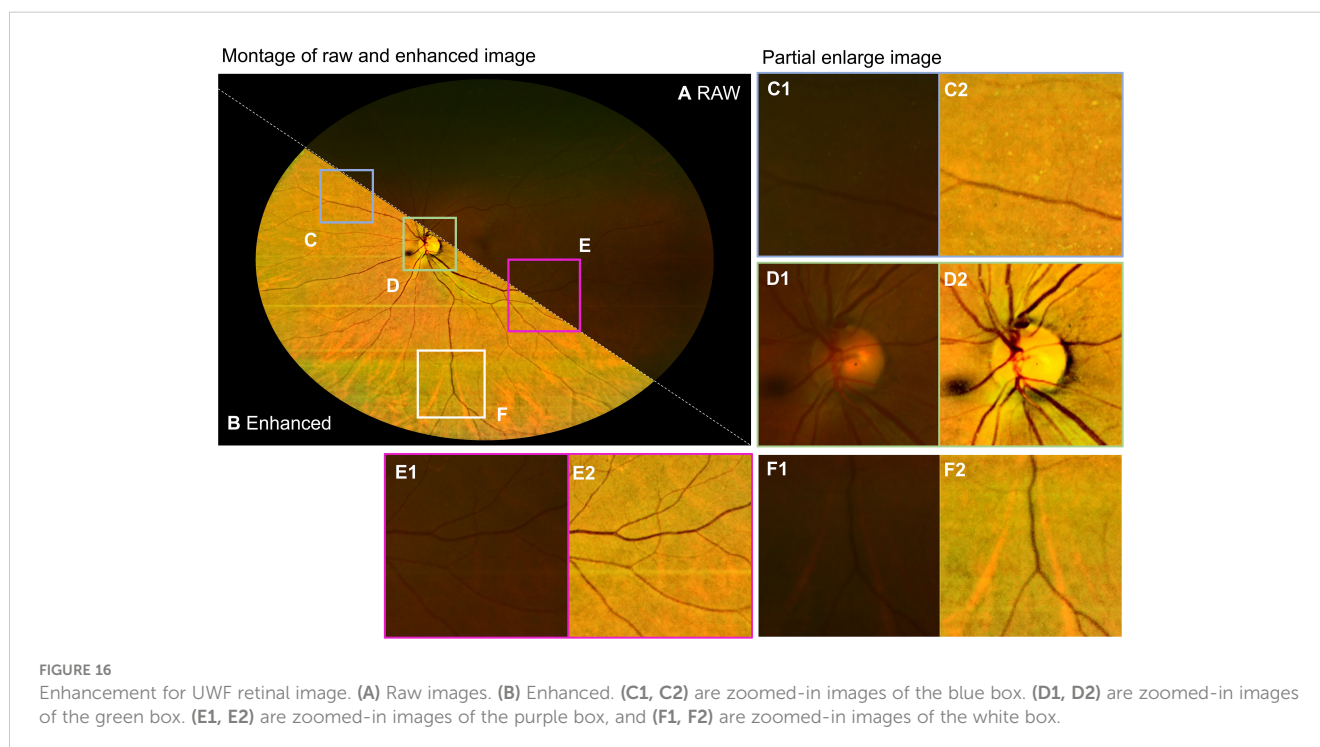 Montage of raw and enhanced image
Partial enlarge image
A RAW
C
D
E
F
B Enhanced
C1
C2
D1
D2
E1
E2
F1
F2
FIGURE 16
Enhancement for UWF retinal image. (A) Raw images. (B) Enhanced. (C1, C2) are zoomed-in images of the blue box. (D1, D2) are zoomed-in images
of the green box. (E1, E2) are zoomed-in images of the purple box, and (F1, F2) are zoomed-in images of the white box.